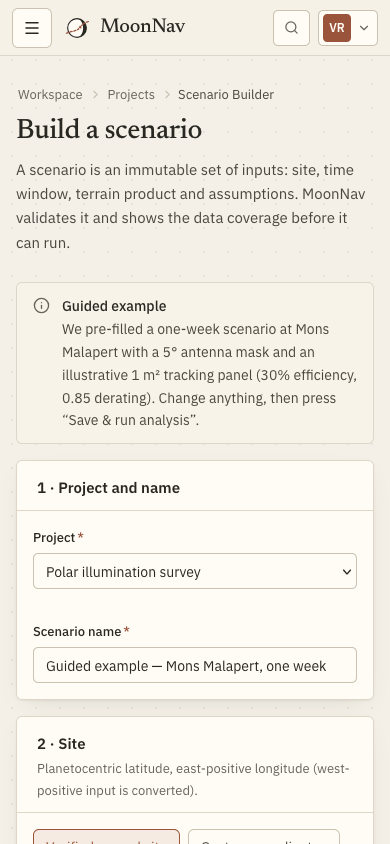 MoonNav
VR
Workspace > Projects > Scenario Builder
Build a scenario
A scenario is an immutable set of inputs: site, time
window, terrain product and assumptions. MoonNav
validates it and shows the data coverage before it
can run.
Guided example
We pre-filled a one-week scenario at Mons
Malapert with a 5° antenna mask and an
illustrative 1 m² tracking panel (30% efficiency,
0.85 derating). Change anything, then press
“Save & run analysis”.
1 · Project and name
Project *
Polar illumination survey
Scenario name *
Guided example — Mons Malapert, one week
2 · Site
Planetocentric latitude, east-positive longitude (west-
positive input is converted).